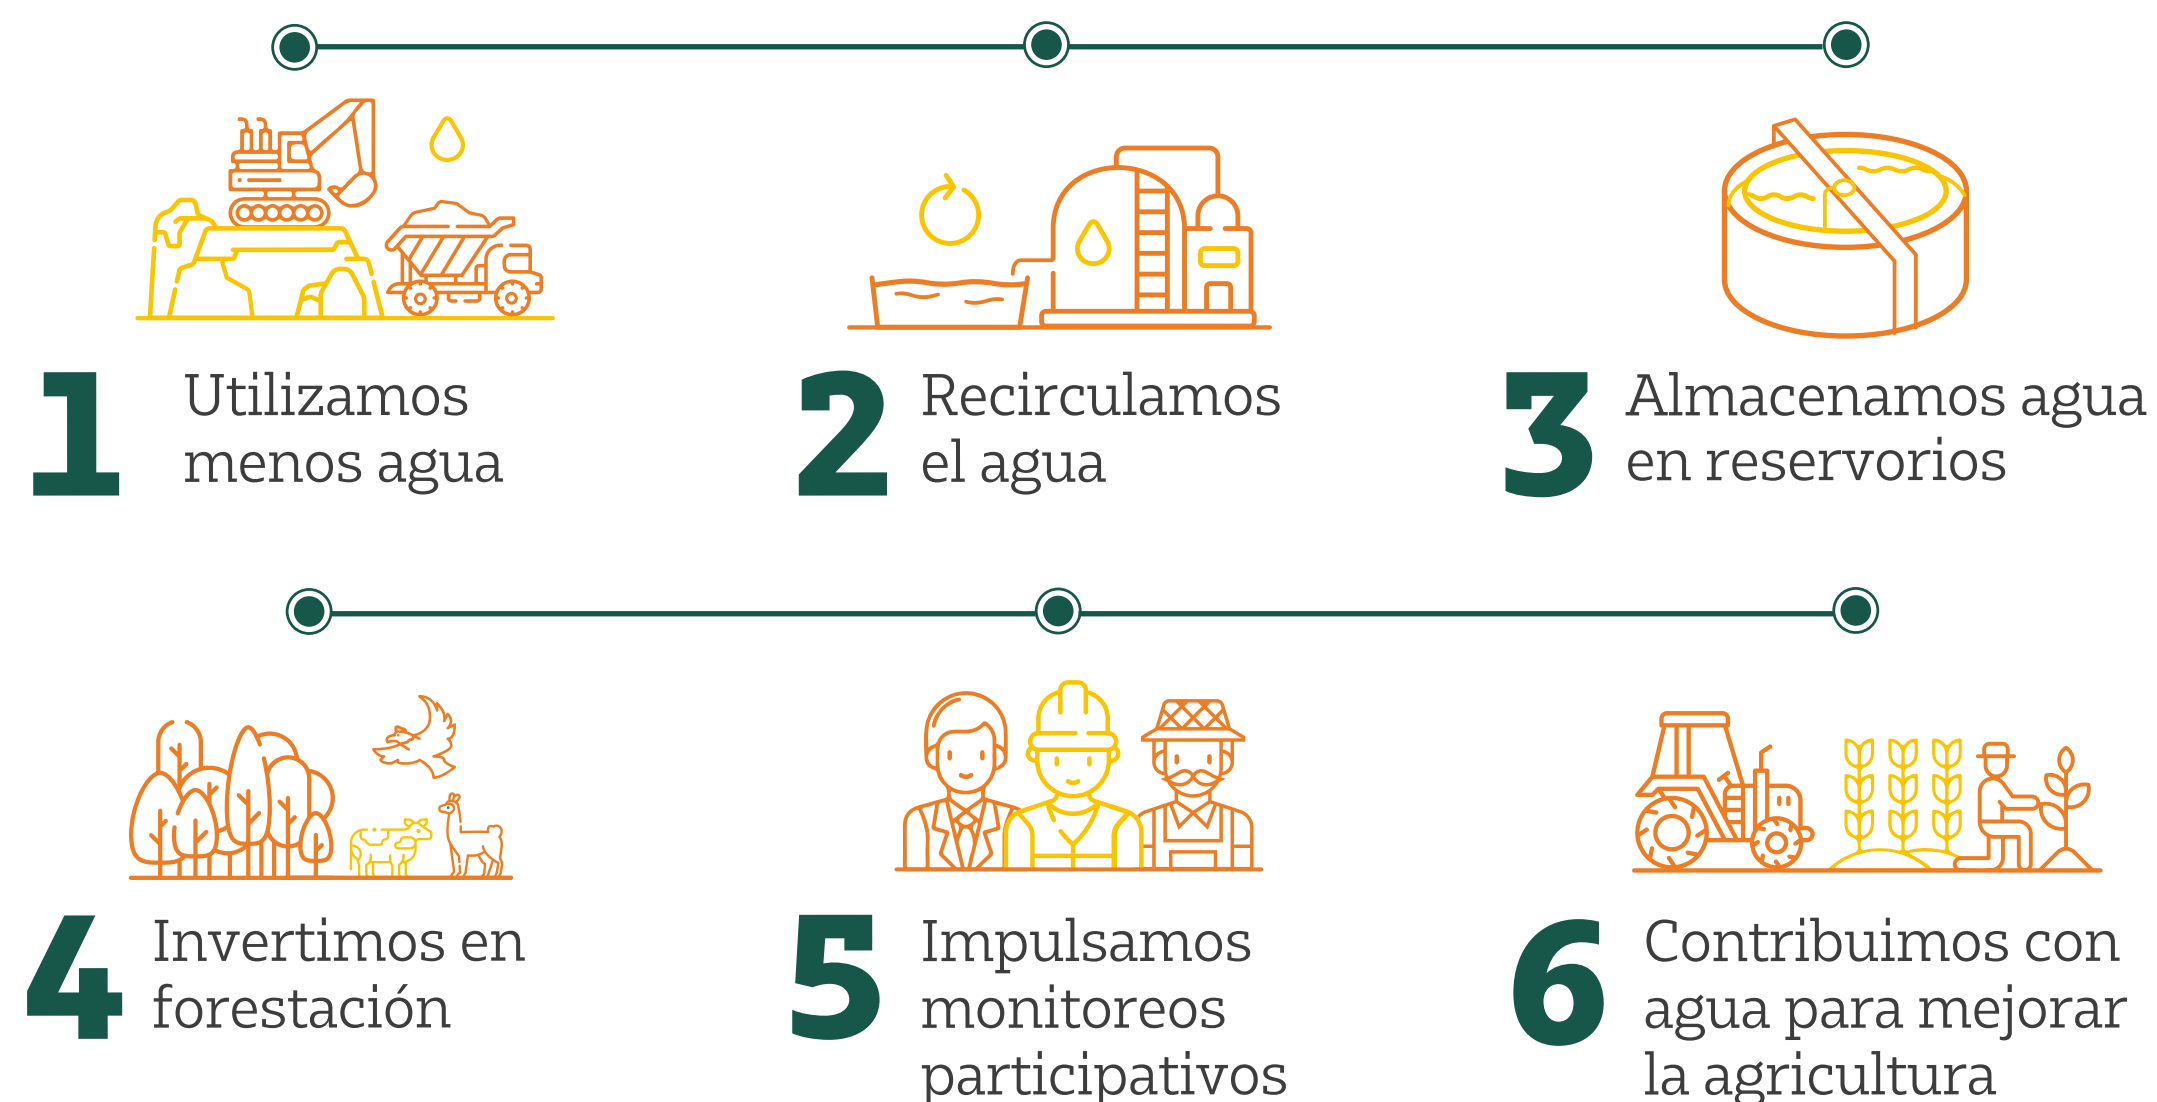 1
Utilizamos
menos agua
2
Recirculamos
el agua
3
Almacenamos agua
en reservorios
4
Invertimos en
forestación
5
Impulsamos
monitoreos
participativos
6
Contribuimos con
agua para mejorar
la agricultura